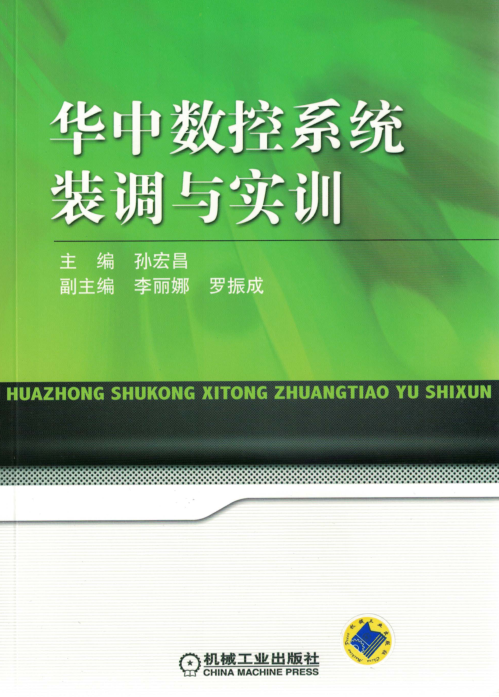 华中数控系统
装调与实训
主 编 孙宏昌
副主编 李丽娜 罗振成
HUAZHONG SHUKONG XITONG ZHUANGTIAO YU SHIXUN
机械工业出版社
CHINA MACHINE PRESS